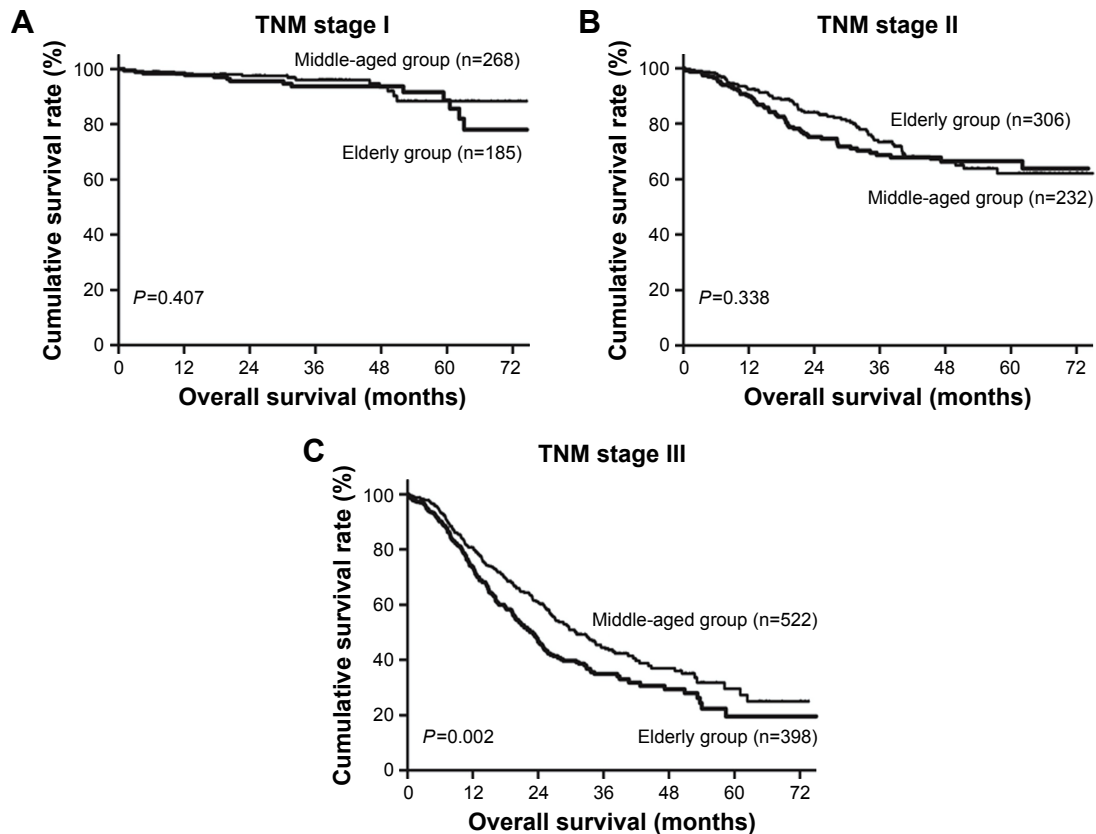 A
TNM stage I
Cumulative survival rate (%)
100
80
60
40
20
0
Middle-aged group (n=268)
Elderly group (n=185)
P=0.407
0 12 24 36 48 60 72
Overall survival (months)
B
TNM stage II
Cumulative survival rate (%)
100
80
60
40
20
0
Elderly group (n=306)
Middle-aged group (n=232)
P=0.338
0 12 24 36 48 60 72
Overall survival (months)
C
TNM stage III
Cumulative survival rate (%)
100
80
60
40
20
0
Middle-aged group (n=522)
Elderly group (n=398)
P=0.002
0 12 24 36 48 60 72
Overall survival (months)